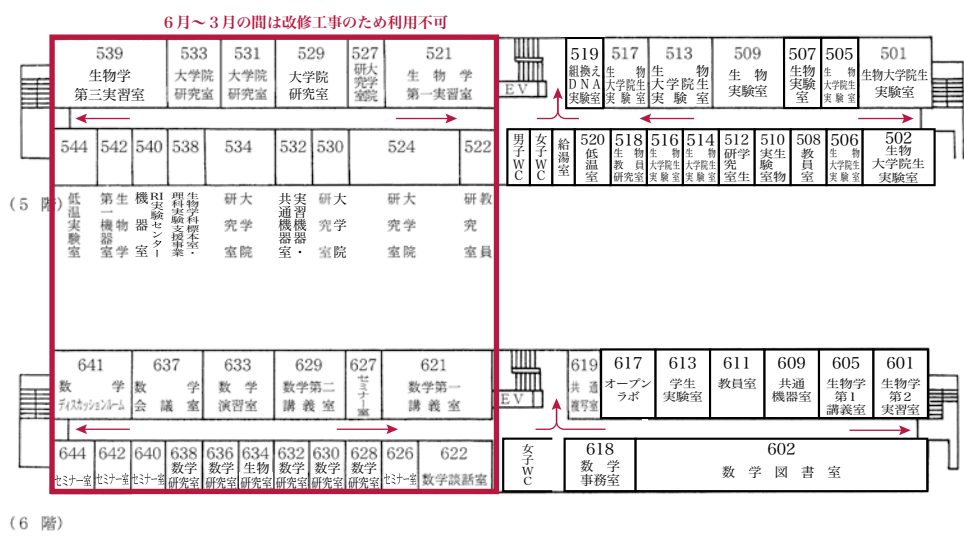 6月～3月の間は改修工事のため利用不可
539
生物学
第三実習室
533
大学院
研究室
531
大学院
研究室
529
大学院
研究室
527
大学院
研究室
521
生物学
第一実習室
EV
519
組換え
DNA
実験室
517
生物
大学院生
実験室
513
生物
大学院生
実験室
509
生物
実験室
507
生物
実験
室
505
生物
大学院生
実験室
501
生物大学院生
実験室
544
542
540
538
534
532
530
524
522
男子WC
女子WC
給湯室
520
低温室
518
生物
教員
研究室
516
生物
大学院生
実験室
514
生物
大学院生
実験室
512
学生
研究室
510
生物
実験室
508
教員室
506
生物
大学院生
実験室
502
生物
大学院生
実験室
(5 階)
低温実験室
生物学
第一機器室
RI実験センター
機器室
生物学科標本室・
理科実験支援事業
大学院
研究室
実習機器・
共通機器室
大学院
研究室
大学院
研究室
教員
研究室
641
数学
ディスカッションルーム
637
数学
会議室
633
数学
演習室
629
数学第二
講義室
627
セミナー室
621
数学第一
講義室
EV
619
共通
複写室
617
オープン
ラボ
613
学生
実験室
611
教員室
609
共通
機器室
605
生物学
第1
講義室
601
生物学
第2
実習室
644
セミナー室
642
セミナー室
640
セミナー室
638
数学
研究室
636
数学
研究室
634
生物
研究室
632
数学
研究室
630
数学
研究室
628
数学
研究室
626
セミナー室
622
数学談話室
女子WC
618
数学
事務室
602
数学図書室
(6 階)